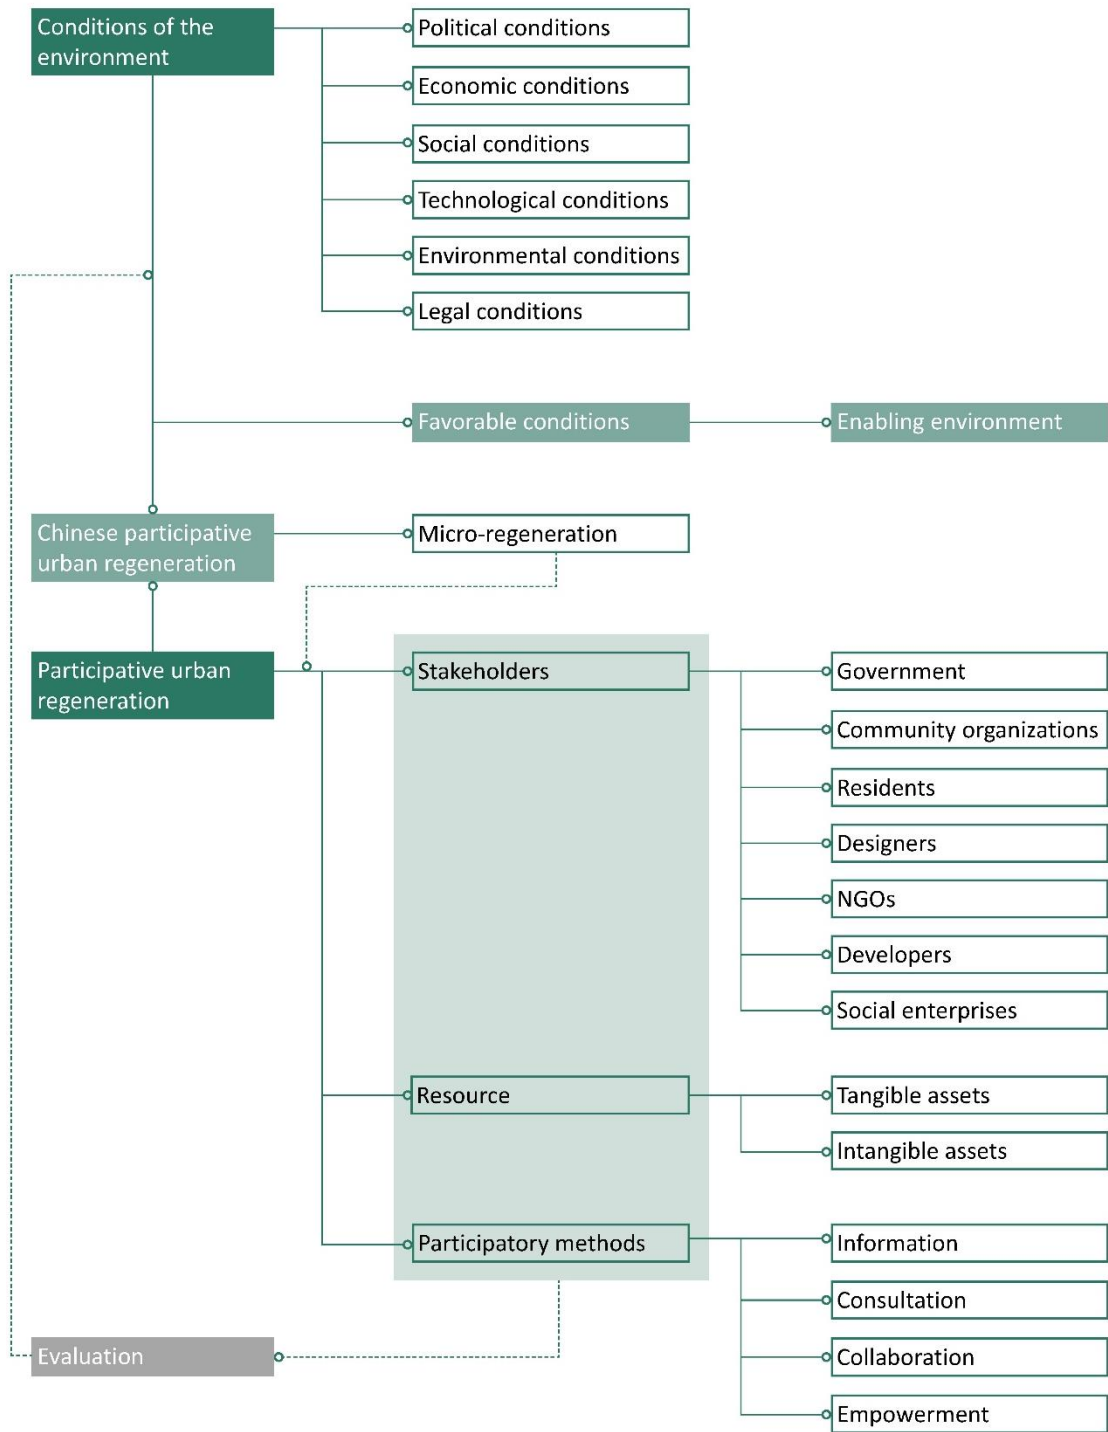 Conditions of the
environment
Political conditions
Economic conditions
Social conditions
Technological conditions
Environmental conditions
Legal conditions
Favorable conditions
Enabling environment
Chinese participative
urban regeneration
Micro-regeneration
Participative urban
regeneration
Stakeholders
Government
Community organizations
Residents
Designers
NGOs
Developers
Social enterprises
Resource
Tangible assets
Intangible assets
Participatory methods
Information
Consultation
Collaboration
Empowerment
Evaluation